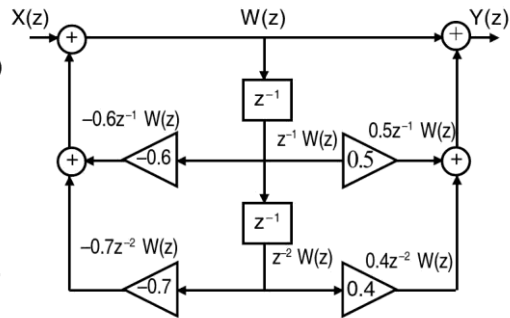 X(z) W(z) Y(z)
+ +
z⁻¹
–0.6z⁻¹ W(z) z⁻¹ W(z) 0.5z⁻¹ W(z)
+ –0.6 0.5 +
z⁻¹
–0.7z⁻² W(z) z⁻² W(z) 0.4z⁻² W(z)
–0.7 0.4